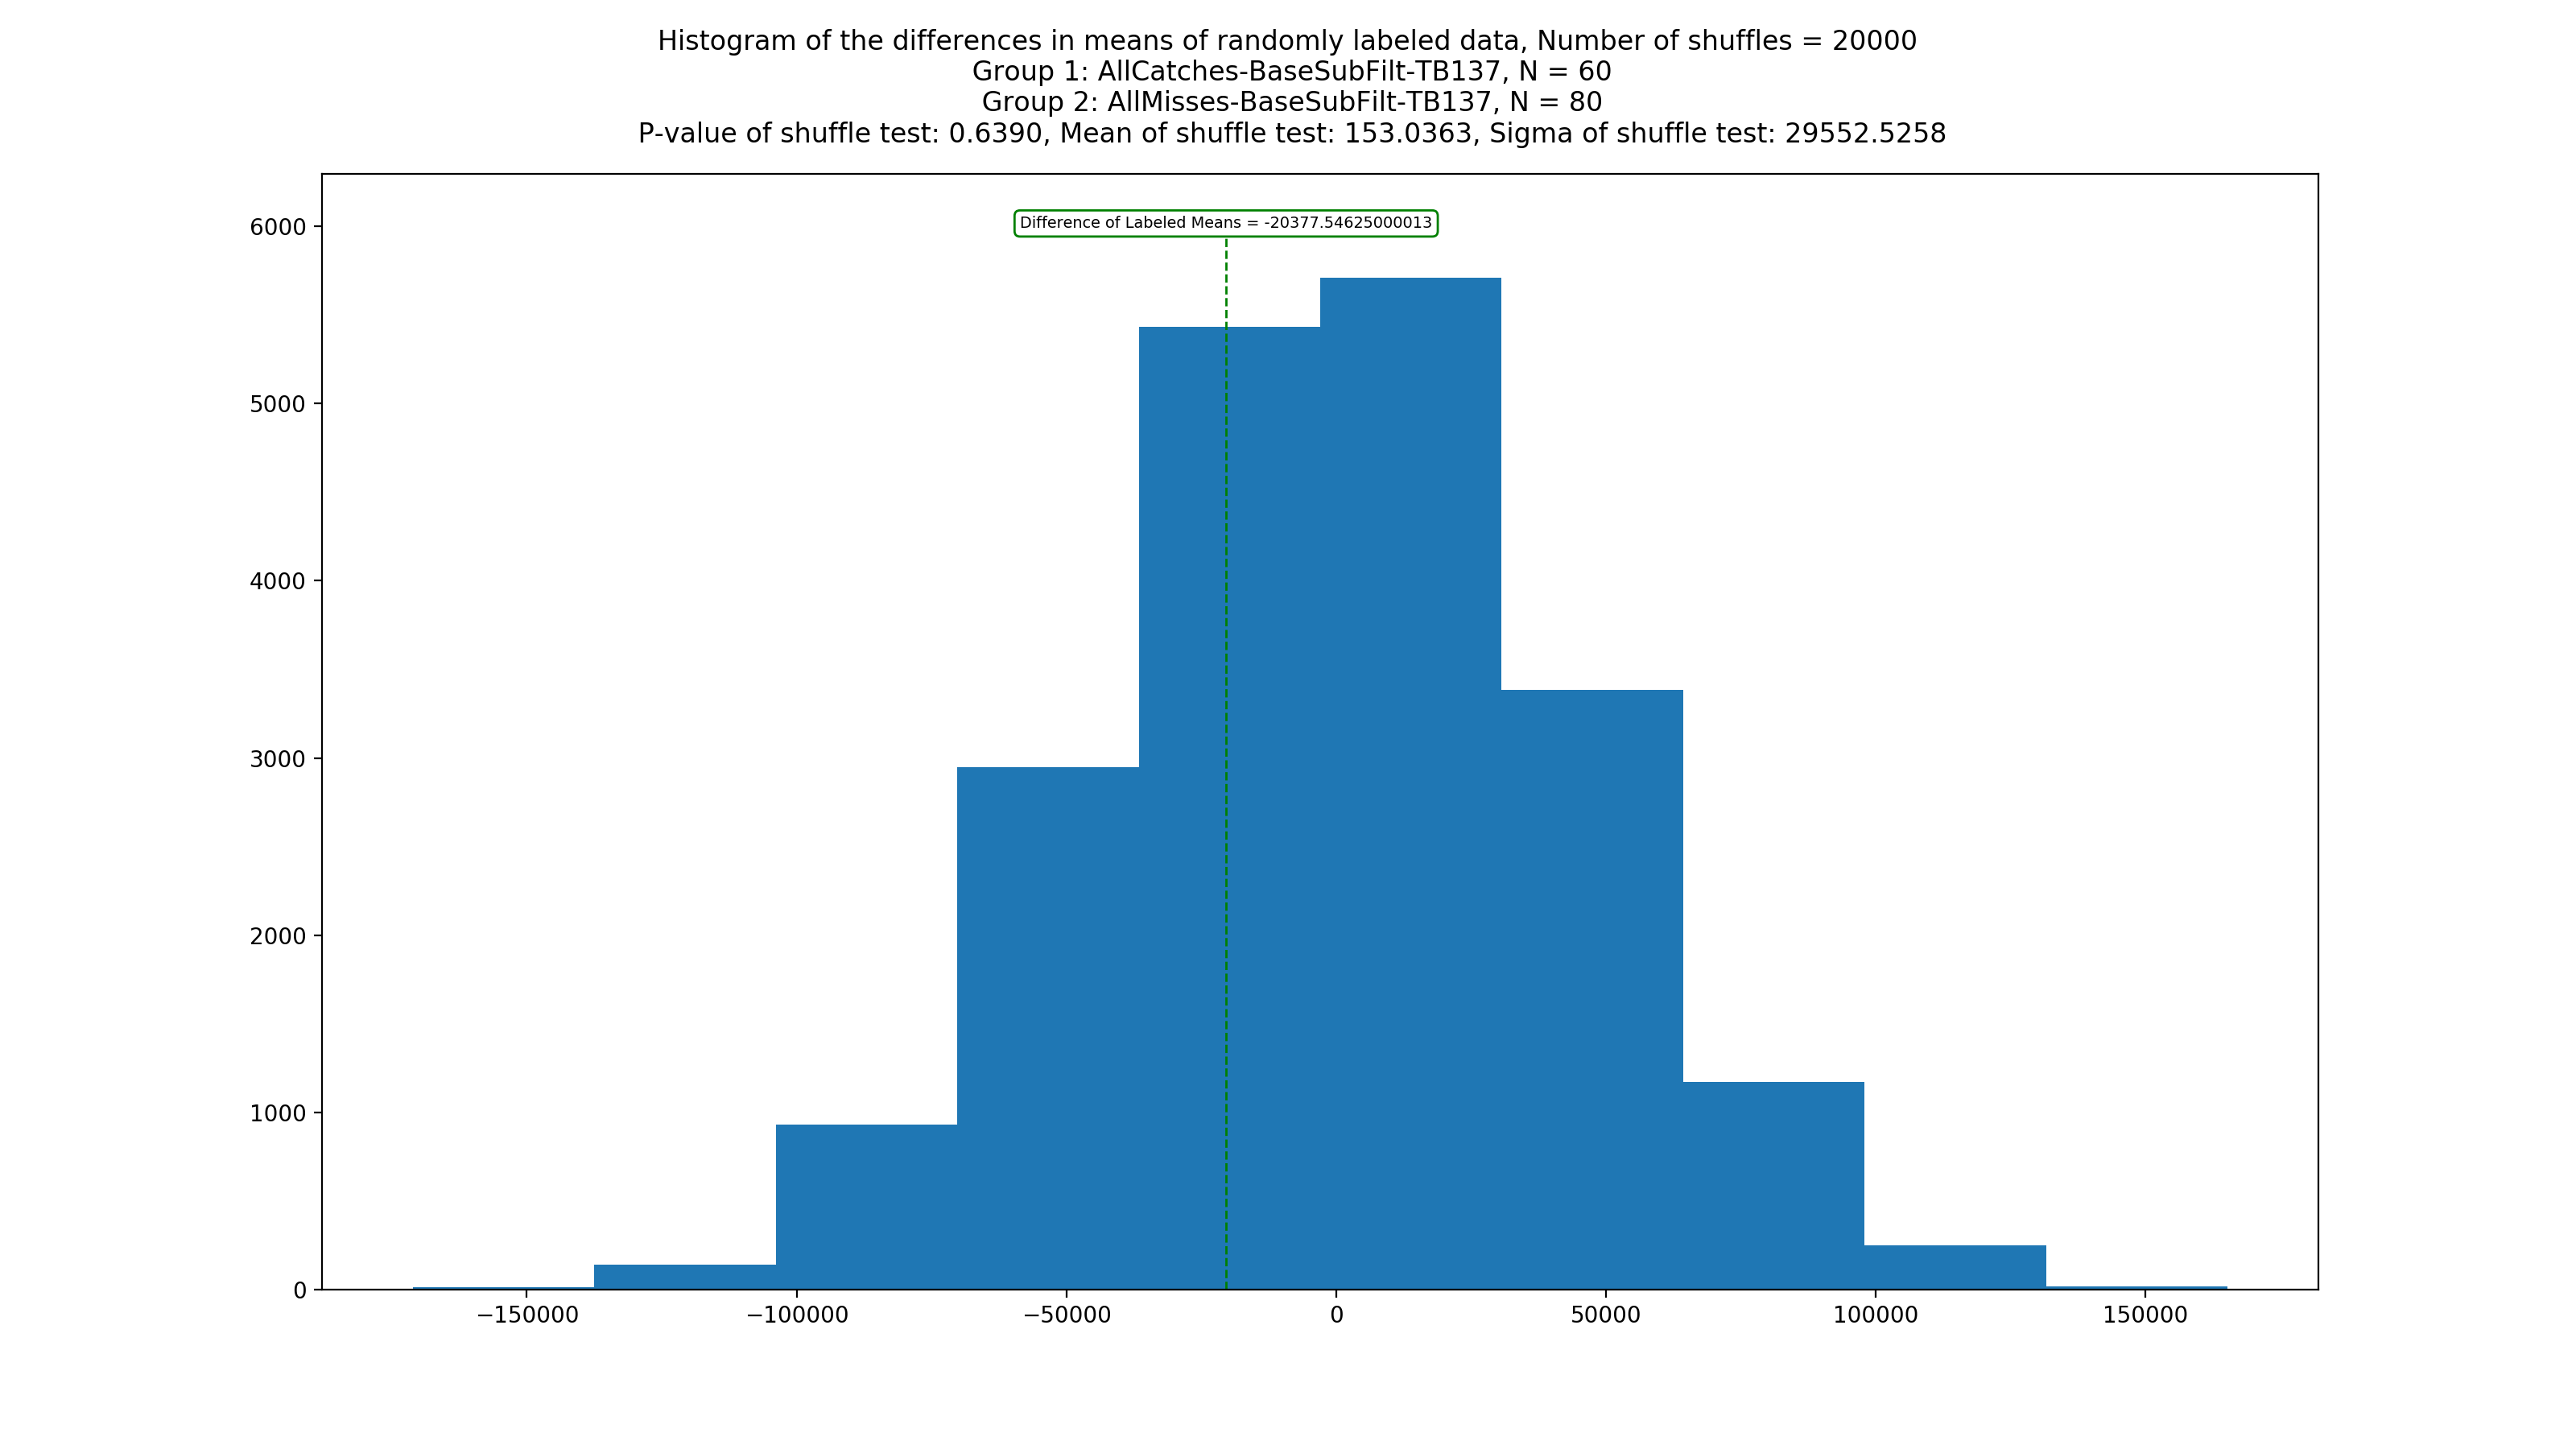 Histogram of the differences in means of randomly labeled data, Number of shuffles = 20000
Group 1: AllCatches-BaseSubFilt-TB137, N = 60
Group 2: AllMisses-BaseSubFilt-TB137, N = 80
P-value of shuffle test: 0.6390, Mean of shuffle test: 153.0363, Sigma of shuffle test: 29552.5258
Difference of Labeled Means = -20377.54625000013
6000
5000
4000
3000
2000
1000
0
−150000 −100000 −50000 0 50000 100000 150000